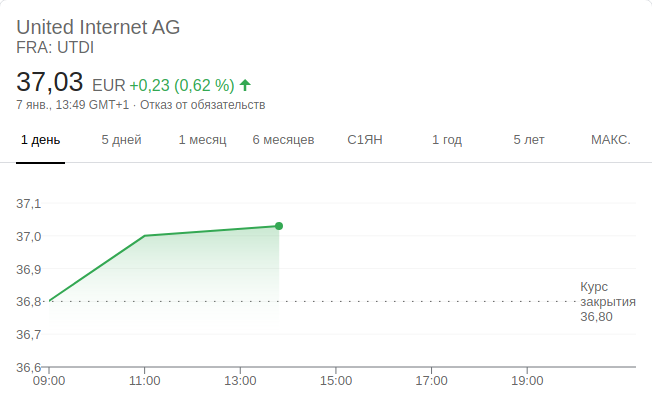 United Internet AG
FRA: UTDI
37,03 EUR +0,23 (0,62 %)
7 янв., 13:49 GMT+1 · Отказ от обязательств
1 день 5 дней 1 месяц 6 месяцев С1ЯН 1 год 5 лет МАКС.
37,1
37,0
36,9
36,8
36,7
36,6
Курс
закрытия
36,80
09:00 11:00 13:00 15:00 17:00 19:00